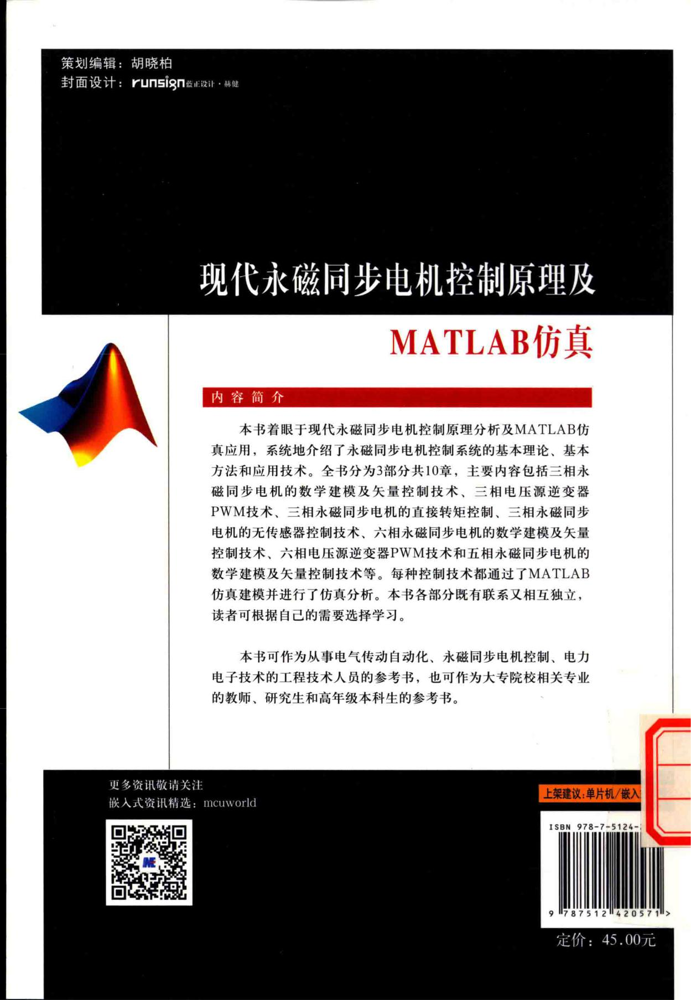 策划编辑：胡晓柏
封面设计：runsign蓝正设计·赫健
现代永磁同步电机控制原理及
MATLAB仿真
内容简介
本书着眼于现代永磁同步电机控制原理分析及MATLAB仿
真应用，系统地介绍了永磁同步电机控制系统的基本理论、基本
方法和应用技术。全书分为3部分共10章，主要内容包括三相永
磁同步电机的数学建模及矢量控制技术、三相电压源逆变器
PWM技术、三相永磁同步电机的直接转矩控制、三相永磁同步
电机的无传感器控制技术、六相永磁同步电机的数学建模及矢量
控制技术、六相电压源逆变器PWM技术和五相永磁同步电机的
数学建模及矢量控制技术等。每种控制技术都通过了MATLAB
仿真建模并进行了仿真分析。本书各部分既有联系又相互独立，
读者可根据自己的需要选择学习。
本书可作为从事电气传动自动化、永磁同步电机控制、电力
电子技术的工程技术人员的参考书，也可作为大专院校相关专业
的教师、研究生和高年级本科生的参考书。
更多资讯敬请关注
嵌入式资讯精选：mcuworld
上架建议:单片机/嵌入
ISBN 978-7-5124-
9 787512 420571 >
定价：45.00元